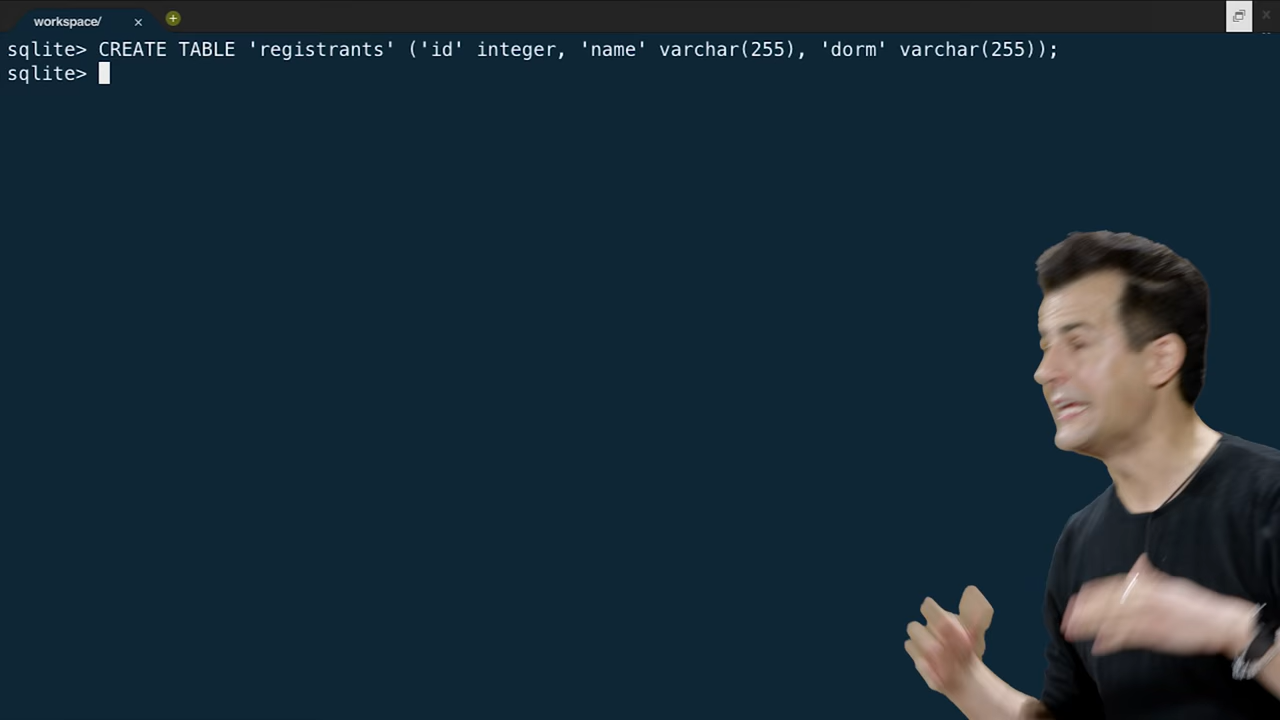 workspace/
sqlite> CREATE TABLE 'registrants' ('id' integer, 'name' varchar(255), 'dorm' varchar(255));
sqlite>